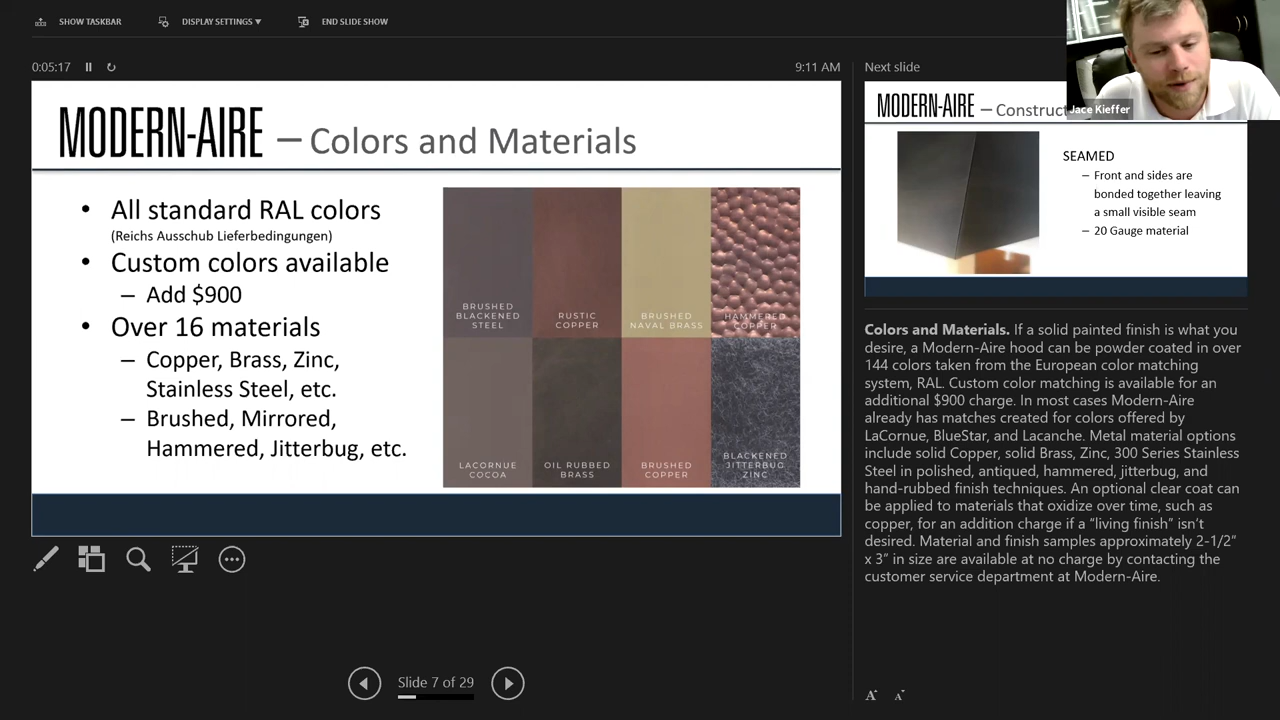 SHOW TASKBAR
DISPLAY SETTINGS ▼
END SLIDE SHOW
0:05:17
9:11 AM
MODERN-AIRE – Colors and Materials
• All standard RAL colors
(Reichs Ausschub Lieferbedingungen)
• Custom colors available
– Add $900
• Over 16 materials
– Copper, Brass, Zinc,
Stainless Steel, etc.
– Brushed, Mirrored,
Hammered, Jitterbug, etc.
BRUSHED
BLACKENED
STEEL
RUSTIC
COPPER
BRUSHED
NAVAL BRASS
HAMMERED
COPPER
LACORNUE
COCOA
OIL RUBBED
BRASS
BRUSHED
COPPER
BLACKENED
JITTERBUG
ZINC
Slide 7 of 29
Next slide
Jace Kieffer
MODERN-AIRE – Construct
SEAMED
– Front and sides are
bonded together leaving
a small visible seam
– 20 Gauge material
Colors and Materials. If a solid painted finish is what you
desire, a Modern-Aire hood can be powder coated in over
144 colors taken from the European color matching
system, RAL. Custom color matching is available for an
additional $900 charge. In most cases Modern-Aire
already has matches created for colors offered by
LaCornue, BlueStar, and Lacanche. Metal material options
include solid Copper, solid Brass, Zinc, 300 Series Stainless
Steel in polished, antiqued, hammered, jitterbug, and
hand-rubbed finish techniques. An optional clear coat can
be applied to materials that oxidize over time, such as
copper, for an addition charge if a “living finish” isn’t
desired. Material and finish samples approximately 2-1/2“
x 3” in size are available at no charge by contacting the
customer service department at Modern-Aire.
A A